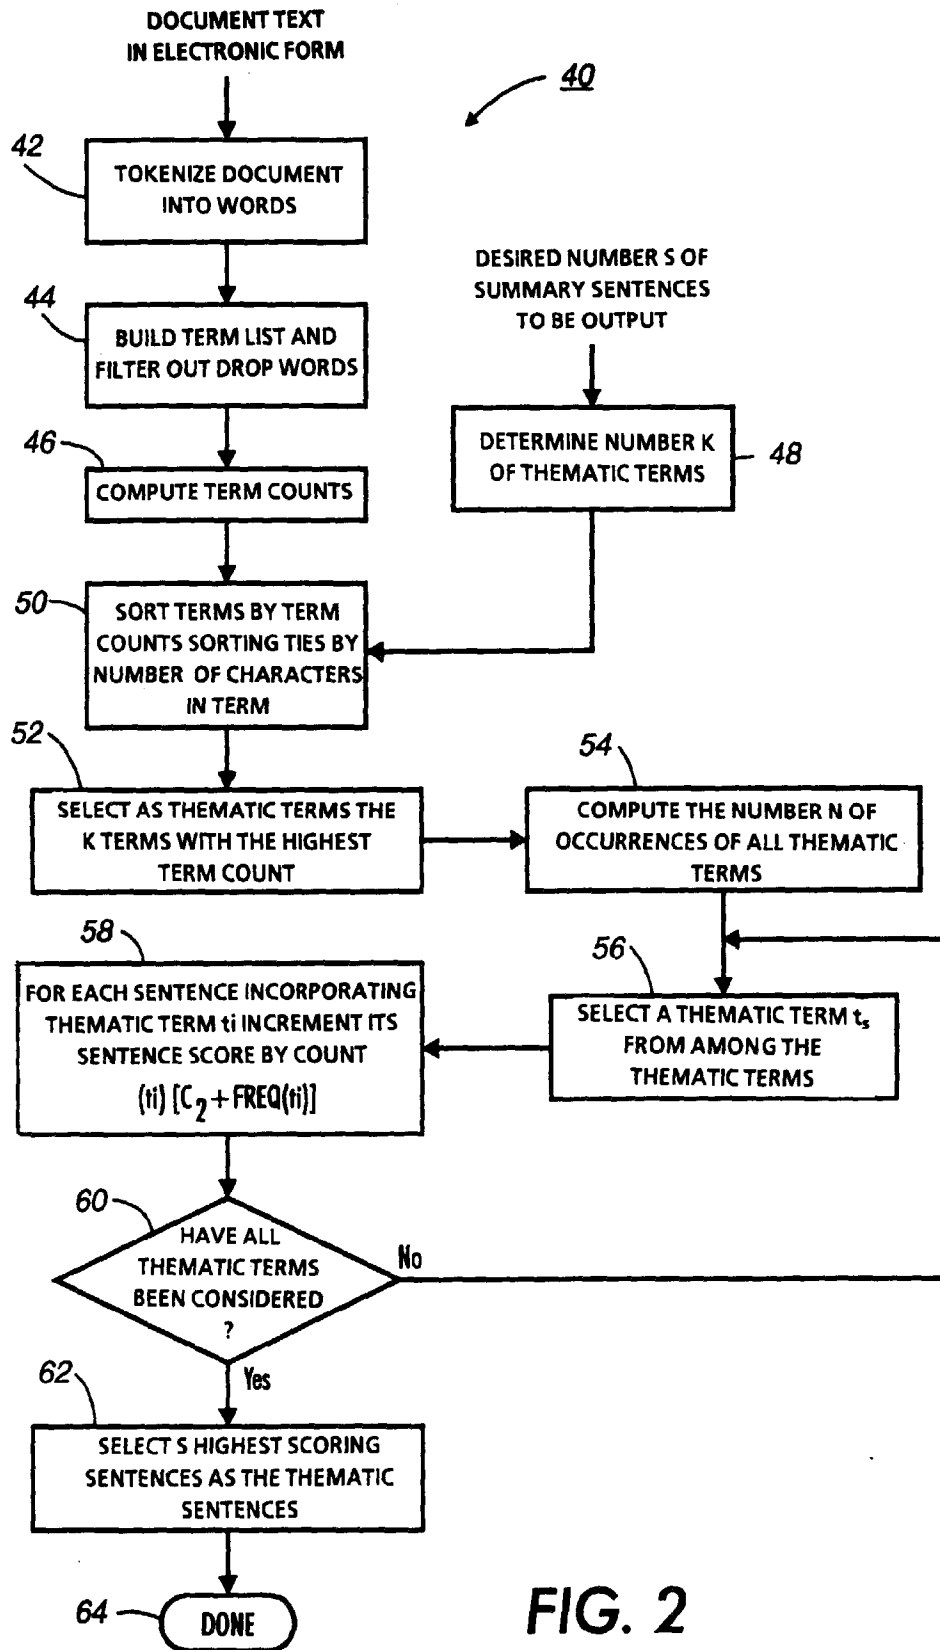 DOCUMENT TEXT
IN ELECTRONIC FORM
40
42
TOKENIZE DOCUMENT
INTO WORDS
DESIRED NUMBER S OF
SUMMARY SENTENCES
TO BE OUTPUT
44
BUILD TERM LIST AND
FILTER OUT DROP WORDS
46
COMPUTE TERM COUNTS
DETERMINE NUMBER K
OF THEMATIC TERMS
48
50
SORT TERMS BY TERM
COUNTS SORTING TIES BY
NUMBER OF CHARACTERS
IN TERM
52
SELECT AS THEMATIC TERMS THE
K TERMS WITH THE HIGHEST
TERM COUNT
54
COMPUTE THE NUMBER N OF
OCCURRENCES OF ALL THEMATIC
TERMS
56
SELECT A THEMATIC TERM ts
FROM AMONG THE
THEMATIC TERMS
58
FOR EACH SENTENCE INCORPORATING
THEMATIC TERM ti INCREMENT ITS
SENTENCE SCORE BY COUNT
(ti) [C2 + FREQ(ti)]
60
HAVE ALL
THEMATIC TERMS
BEEN CONSIDERED
?
No
Yes
62
SELECT S HIGHEST SCORING
SENTENCES AS THE THEMATIC
SENTENCES
64
DONE
FIG. 2